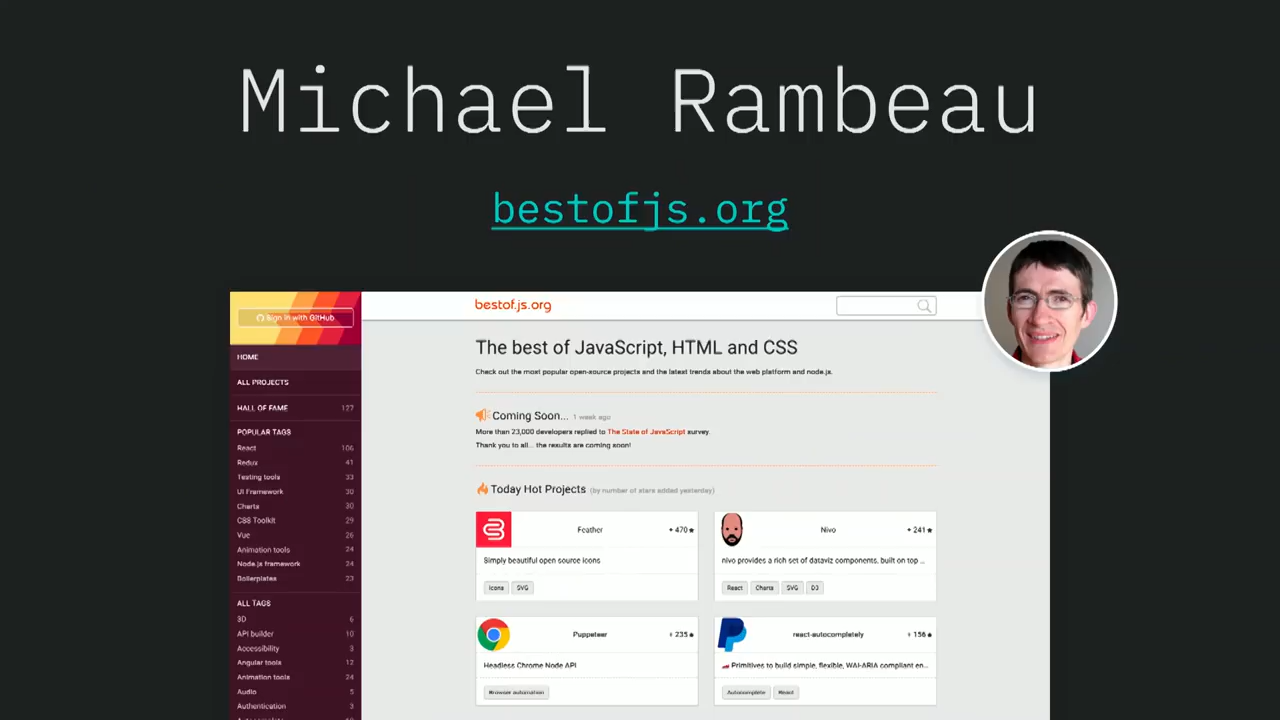 Michael Rambeau
bestofjs.org
Sign in with GitHub
HOME
ALL PROJECTS
HALL OF FAME 127
POPULAR TAGS
React 106
Redux 41
Testing tools 33
UI Framework 30
Charts 30
CSS Toolkit 29
Vue 26
Animation tools 24
Node.js framework 24
Boilerplates 23
ALL TAGS
3D 6
API builder 10
Accessibility 3
Angular tools 12
Animation tools 24
Audio 5
Authentication 3
bestof.js.org
The best of JavaScript, HTML and CSS
Check out the most popular open-source projects and the latest trends about the web platform and node.js.
Coming Soon... 1 week ago
More than 23,000 developers replied to The State of JavaScript survey.
Thank you to all... the results are coming soon!
Today Hot Projects (by number of stars added yesterday)
Feather + 470★
Simply beautiful open source icons
Icons SVG
Nivo + 241★
nivo provides a rich set of dataviz components, built on top ...
React Charts SVG D3
Puppeteer + 235★
Headless Chrome Node API
Browser automation
react-autocompletely + 156★
Primitives to build simple, flexible, WAI-ARIA compliant en...
Autocomplete React